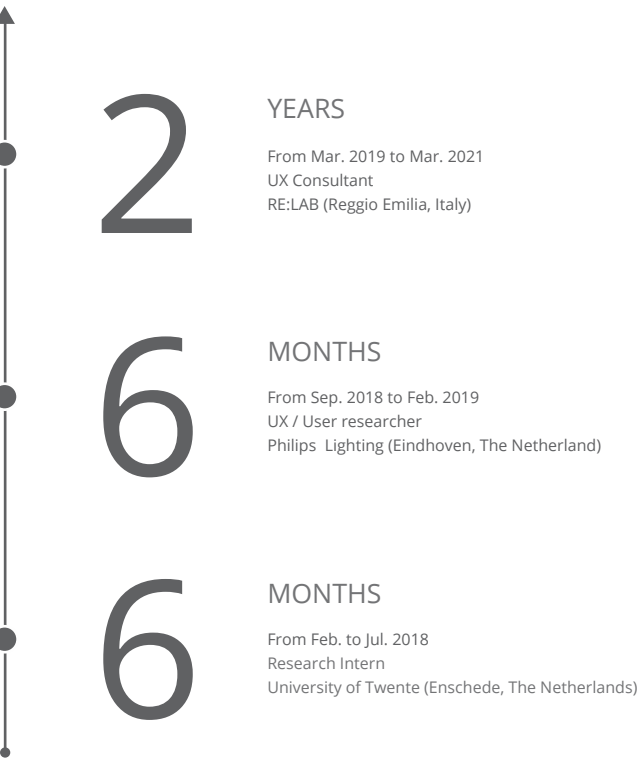 2
YEARS
From Mar. 2019 to Mar. 2021
UX Consultant
RE:LAB (Reggio Emilia, Italy)
6
MONTHS
From Sep. 2018 to Feb. 2019
UX / User researcher
Philips  Lighting (Eindhoven, The Netherland)
6
MONTHS
From Feb. to Jul. 2018
Research Intern
University of Twente (Enschede, The Netherlands)